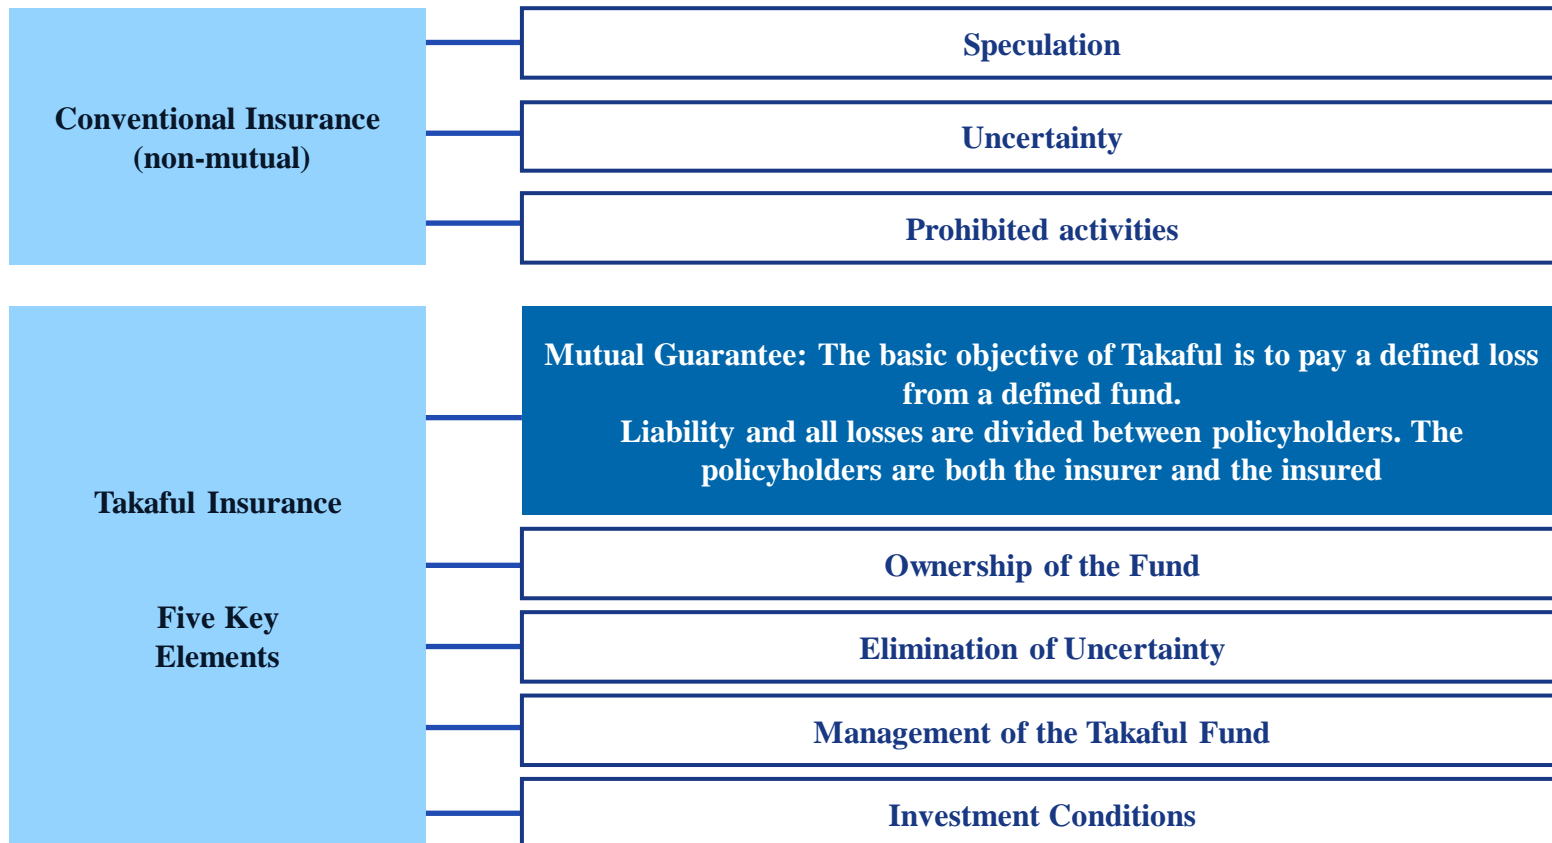 Conventional Insurance
(non-mutual)
Speculation
Uncertainty
Prohibited activities
Takaful Insurance
Five Key
Elements
Mutual Guarantee: The basic objective of Takaful is to pay a defined loss
from a defined fund.
Liability and all losses are divided between policyholders. The
policyholders are both the insurer and the insured
Ownership of the Fund
Elimination of Uncertainty
Management of the Takaful Fund
Investment Conditions